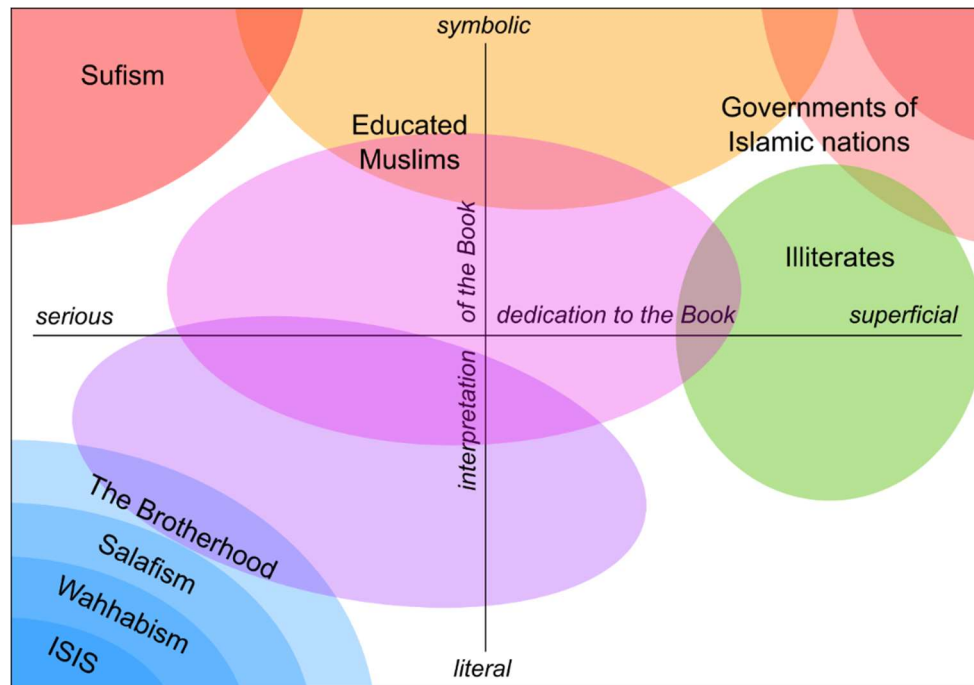 symbolic
Sufism
Educated
Muslims
Governments of
Islamic nations
of the Book
Illiterates
serious
dedication to the Book
superficial
interpretation
The Brotherhood
Salafism
Wahhabism
ISIS
literal